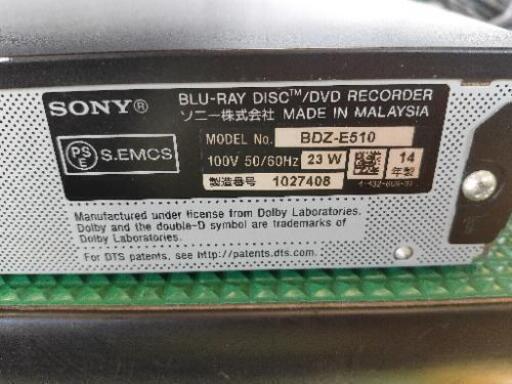 SONY®
BLU-RAY DISC™/DVD RECORDER
ソニー株式会社 MADE IN MALAYSIA
PS
E
S.EMCS
MODEL No. BDZ-E510
100V 50/60Hz 23 W
14
年製
製造番号 1027408
Manufactured under license from Dolby Laboratories.
Dolby and the double-D symbol are trademarks of
Dolby Laboratories.
For DTS patents, see http://patents.dts.com.